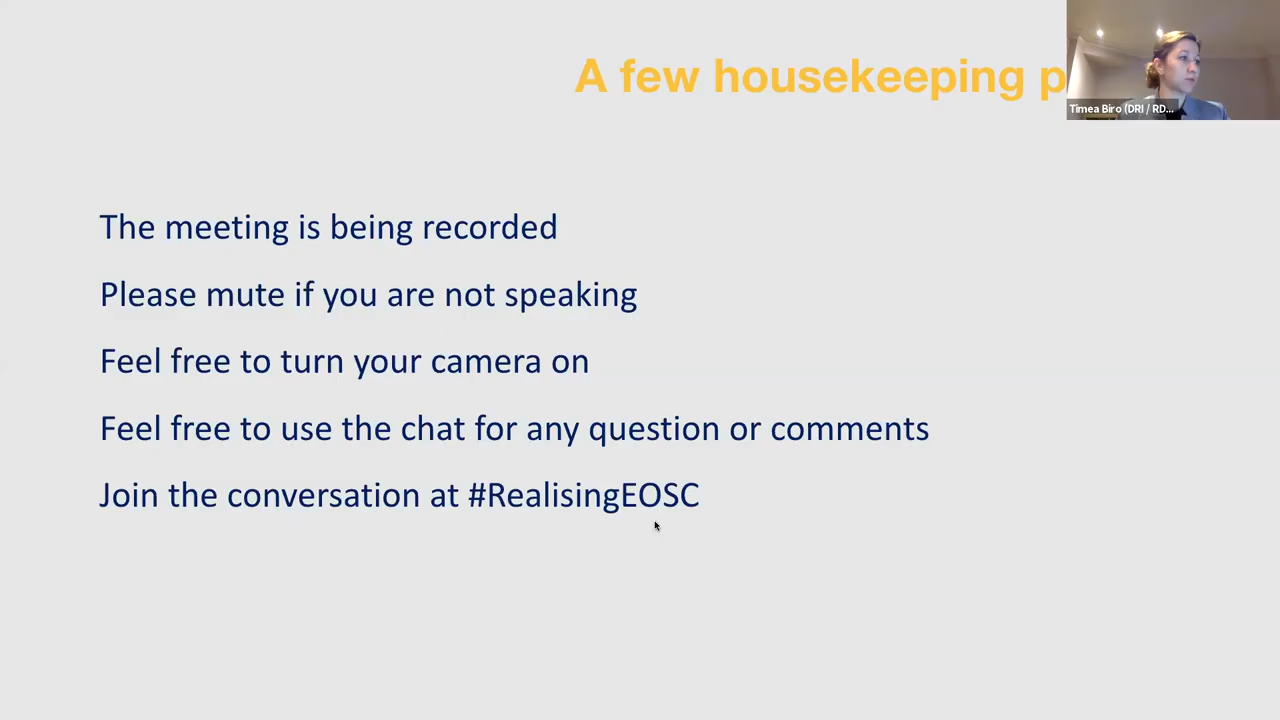 A few housekeeping p
Timea Biro (DRI / RD...
The meeting is being recorded
Please mute if you are not speaking
Feel free to turn your camera on
Feel free to use the chat for any question or comments
Join the conversation at #RealisingEOSC